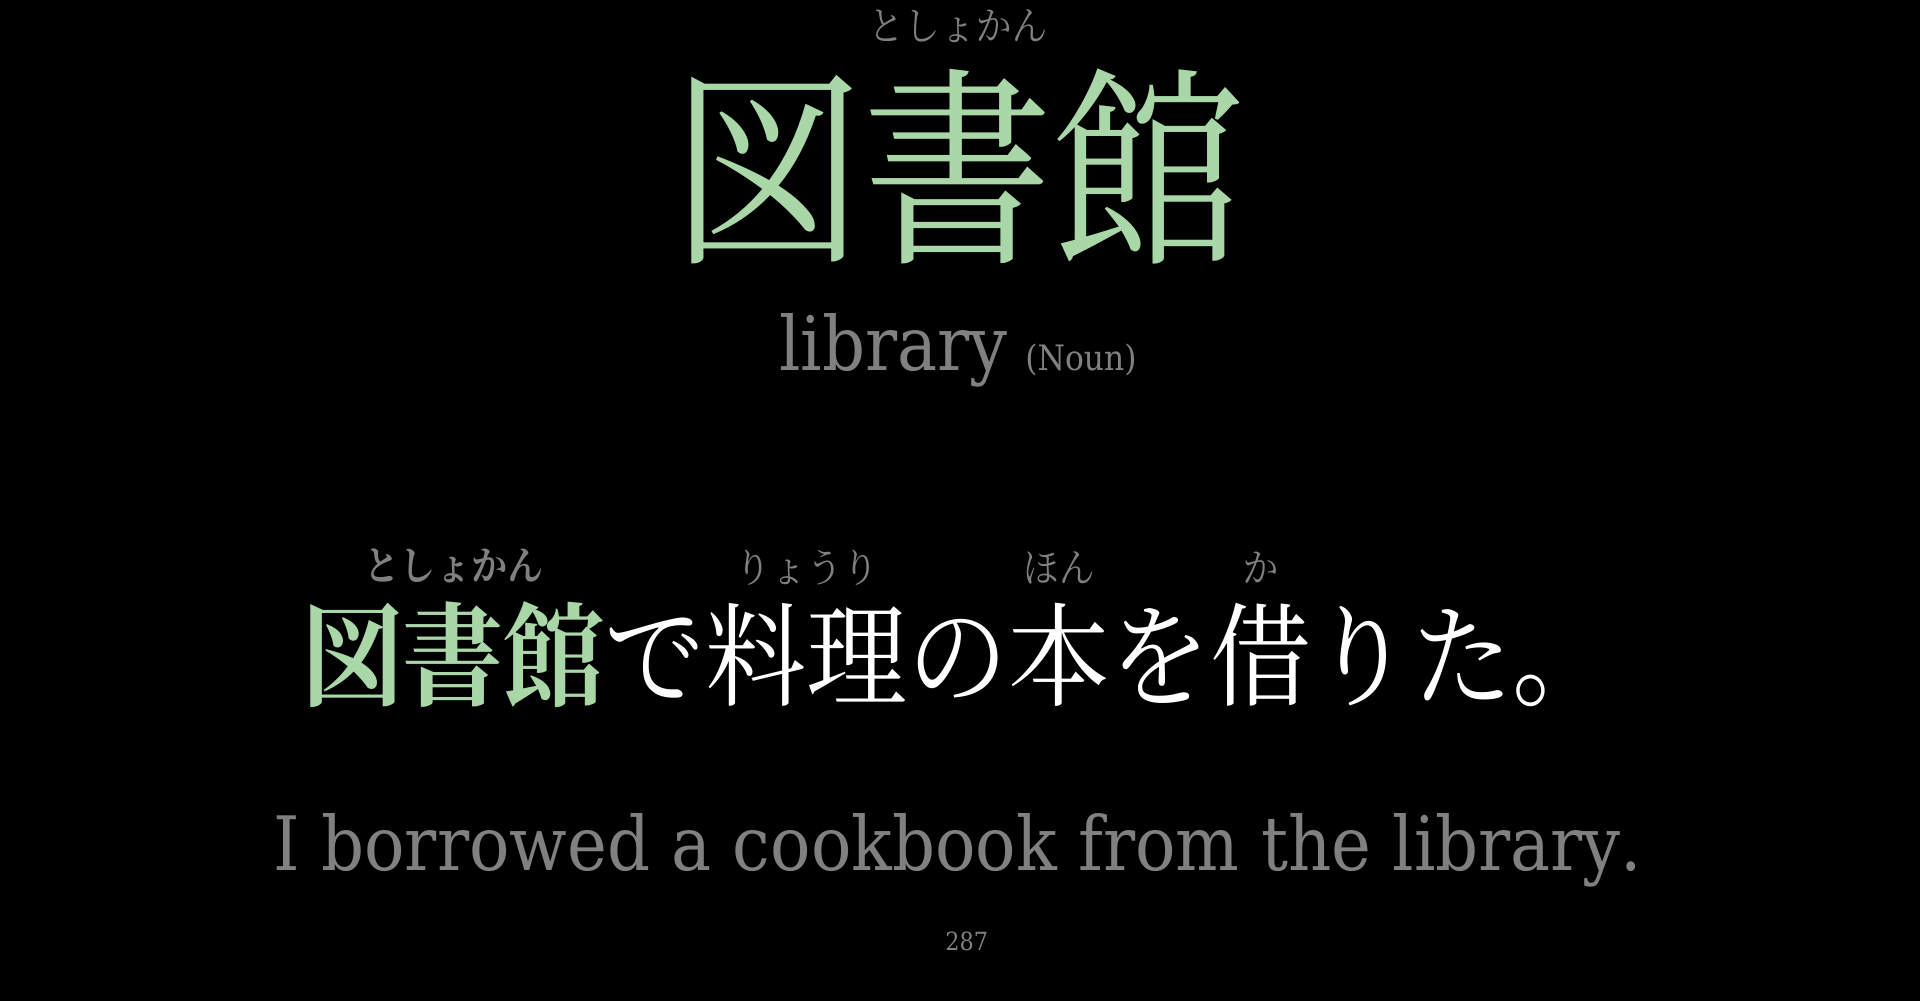 としょかん
図書館
library (Noun)
としょかん りょうり ほん か
図書館で料理の本を借りた。
I borrowed a cookbook from the library.
287